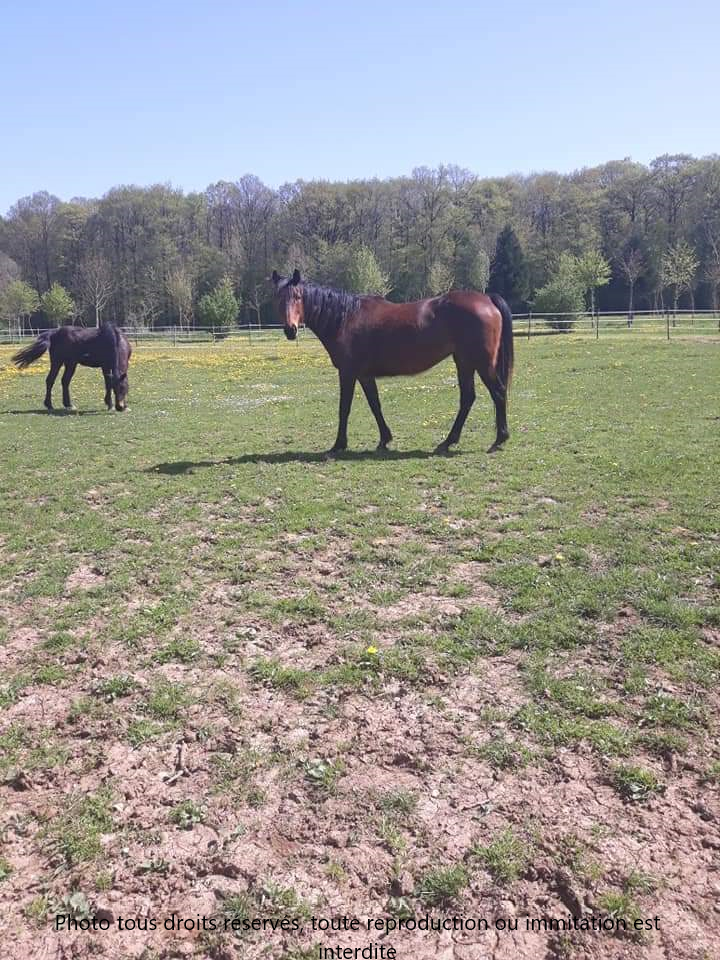 Photo tous droits réservés, toute reproduction ou immitation est
interdite